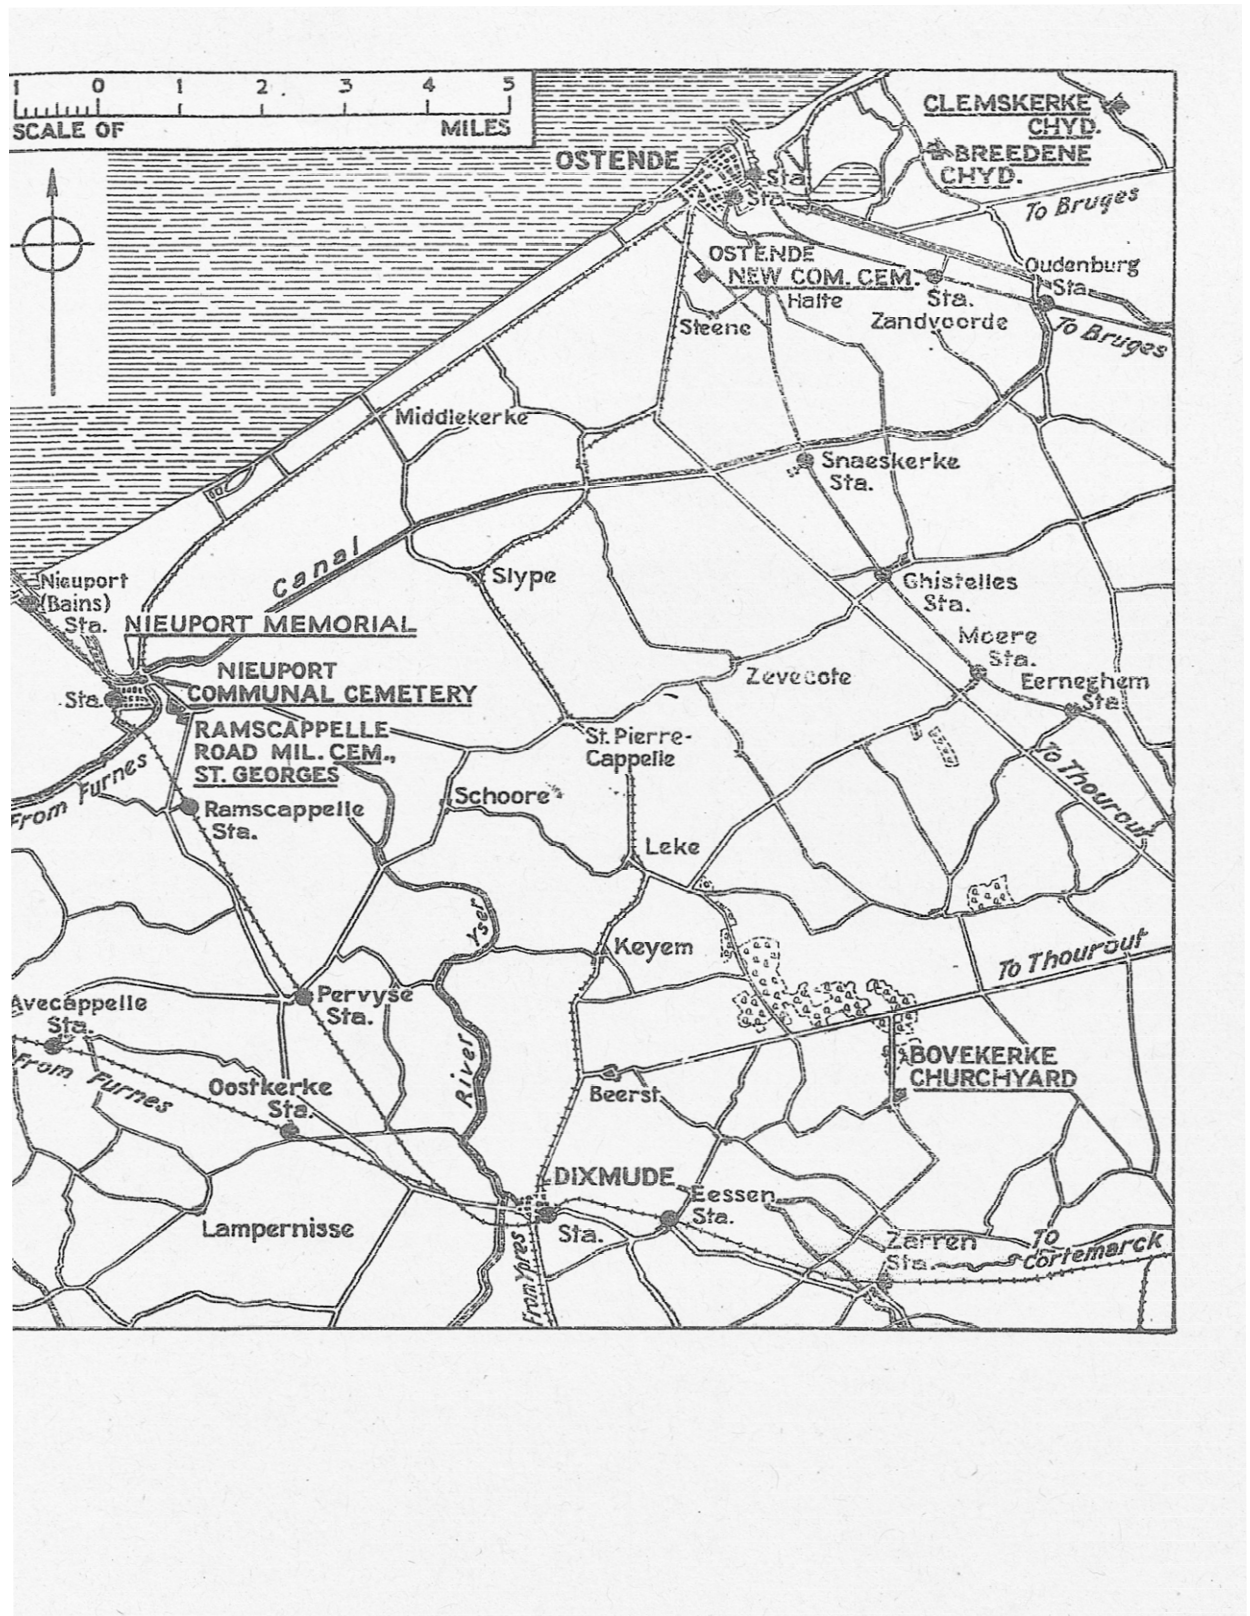 1 0 1 2 3 4 5
SCALE OF MILES
CLEMSKERKE
CHYD.
BREEDENE
CHYD.
OSTENDE
Sta.
Sta.
To Bruges
OSTENDE
NEW COM. CEM.
Halte
Steene
Sta.
Zandvoorde
Oudenburg
Sta.
To Bruges
Middlekerke
Snaeskerke
Sta.
Canal
Slype
Ghistelles
Sta.
Nieuport
(Bains)
Sta.
NIEUPORT MEMORIAL
Moere
Sta.
Zevecote
Eerneghem
Sta.
NIEUPORT
COMMUNAL CEMETERY
Sta.
RAMSCAPPELLE
ROAD MIL. CEM.,
ST. GEORGES
St. Pierre-
Cappelle
To Thourout
From Furnes
Ramscappelle
Sta.
Schoore
Leke
Yser
Keyem
To Thourout
Avecappelle
Sta.
Pervyse
Sta.
From Furnes
River
BOVEKERKE
CHURCHYARD
Oostkerke
Sta.
Beerst
DIXMUDE
Sta.
Eessen
Sta.
Lampernisse
From Ypres
Zarren
Sta.
To
Cortemarck